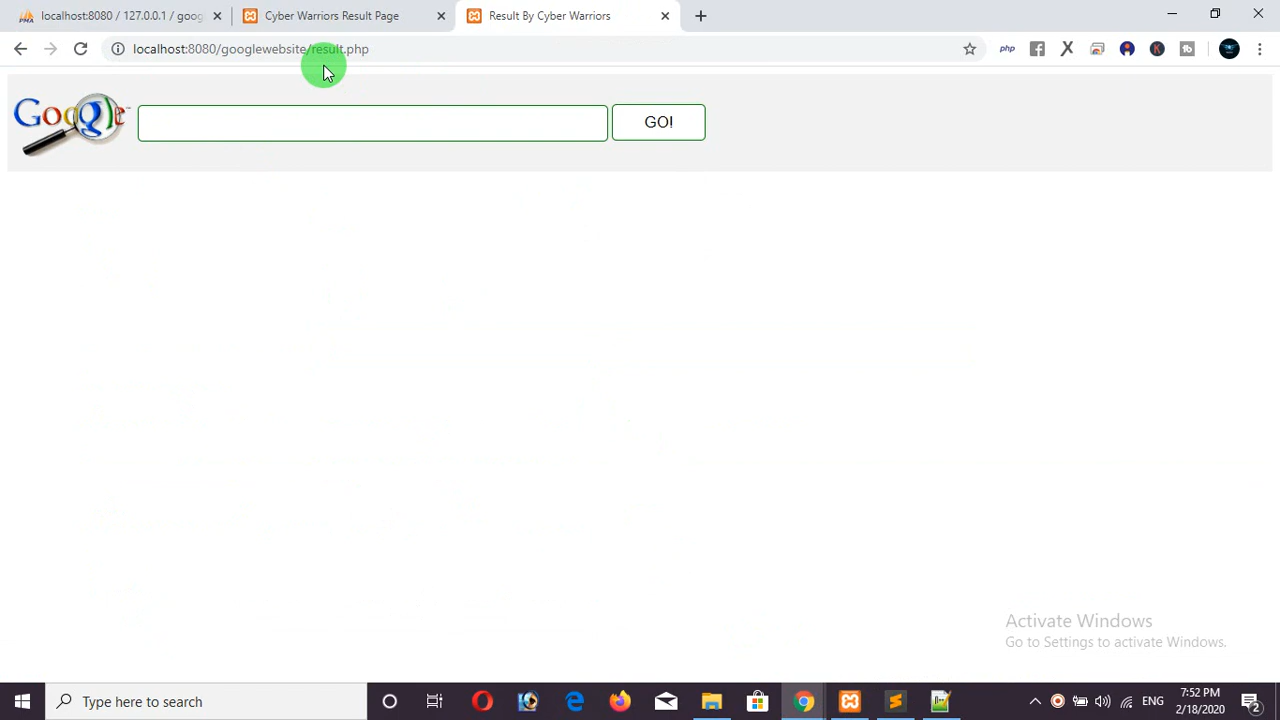 localhost:8080 / 127.0.0.1 / goog
Cyber Warriors Result Page
Result By Cyber Warriors
localhost:8080/googlewebsite/result.php
php
Google
GO!
Activate Windows
Go to Settings to activate Windows.
Type here to search
ENG
7:52 PM
2/18/2020
2